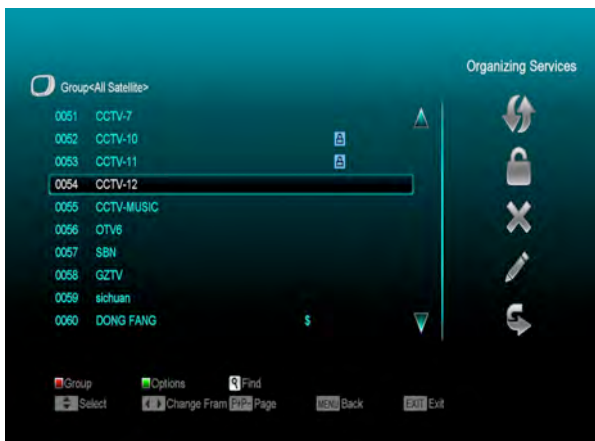 Organizing Services
Group<All Satellite>
0051 CCTV-7
0052 CCTV-10
0053 CCTV-11
0054 CCTV-12
0055 CCTV-MUSIC
0056 OTV6
0057 SBN
0058 GZTV
0059 sichuan
0060 DONG FANG $
Group Options Find
Select Change Fram P+P- Page MENU Back EXIT Exit